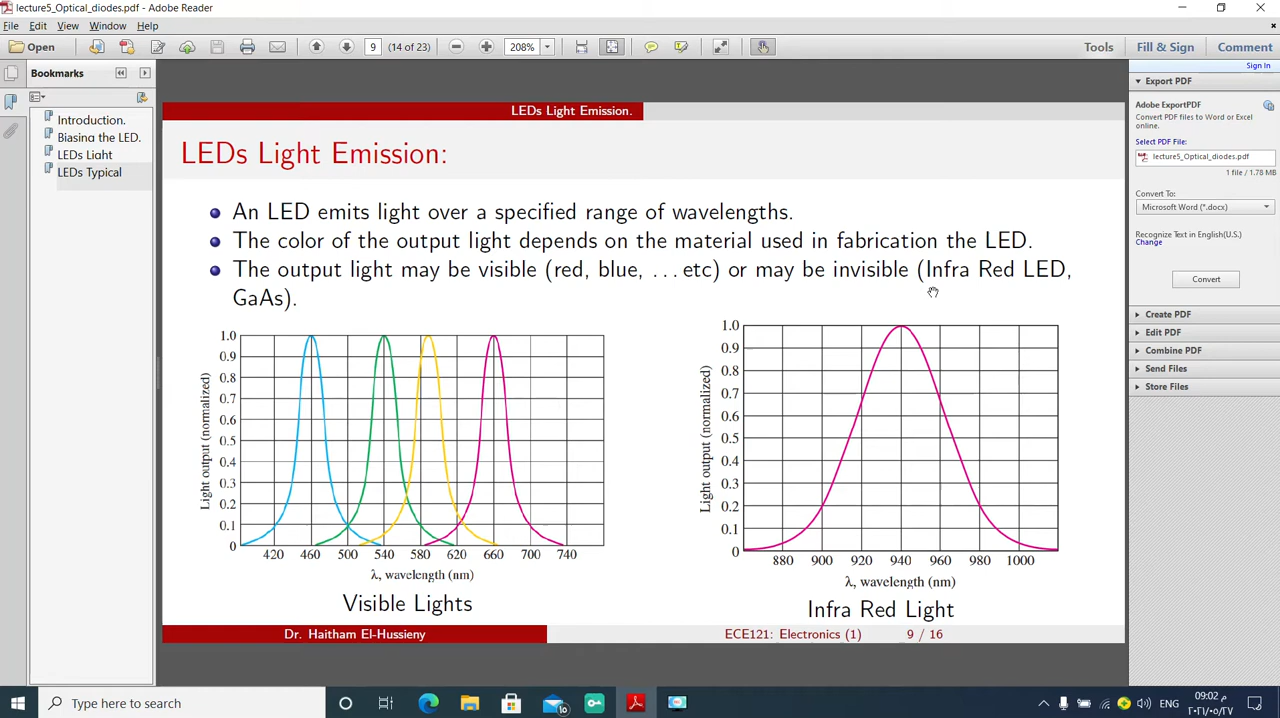 lecture5_Optical_diodes.pdf - Adobe Reader
File Edit View Window Help
Open 9 (14 of 23) 208% Tools Fill & Sign Comment
Sign In
Bookmarks
Introduction.
Biasing the LED.
LEDs Light
LEDs Typical
LEDs Light Emission.
LEDs Light Emission:
An LED emits light over a specified range of wavelengths.
The color of the output light depends on the material used in fabrication the LED.
The output light may be visible (red, blue, ... etc) or may be invisible (Infra Red LED,
GaAs).
Light output (normalized)
1.0
0.9
0.8
0.7
0.6
0.5
0.4
0.3
0.2
0.1
0
420 460 500 540 580 620 660 700 740
λ, wavelength (nm)
Visible Lights
Light output (normalized)
1.0
0.9
0.8
0.7
0.6
0.5
0.4
0.3
0.2
0.1
0
880 900 920 940 960 980 1000
λ, wavelength (nm)
Infra Red Light
Dr. Haitham El-Hussieny ECE121: Electronics (1) 9 / 16
Export PDF
Adobe ExportPDF
Convert PDF files to Word or Excel
online.
Select PDF File:
lecture5_Optical_diodes.pdf
1 file / 1.78 MB
Convert To:
Microsoft Word (*.docx)
Recognize Text in English(U.S.)
Change
Convert
Create PDF
Edit PDF
Combine PDF
Send Files
Store Files
Type here to search
ENG
09:02 م
٢٠٢١/٠٥/٢٧